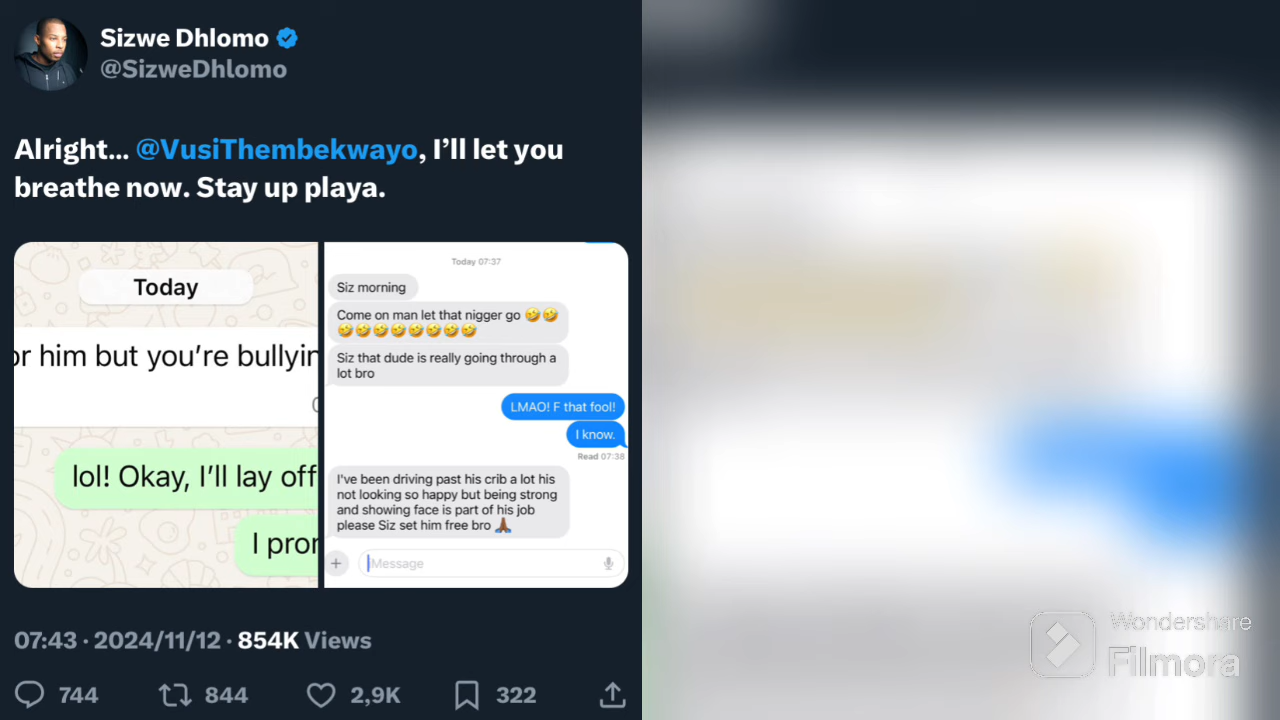 Sizwe Dhlomo
@SizweDhlomo
Alright... @VusiThembekwayo, I’ll let you
breathe now. Stay up playa.
Today
or him but you’re bullyin
lol! Okay, I’ll lay off
I pror
Today 07:37
Siz morning
Come on man let that nigger go 🤣🤣
🤣🤣🤣🤣🤣🤣🤣🤣
Siz that dude is really going through a
lot bro
LMAO! F that fool!
I know.
Read 07:38
I've been driving past his crib a lot his
not looking so happy but being strong
and showing face is part of his job
please Siz set him free bro 🙏🏾
iMessage
07:43 · 2024/11/12 · 854K Views
744
844
2,9K
322
Wondershare
Filmora